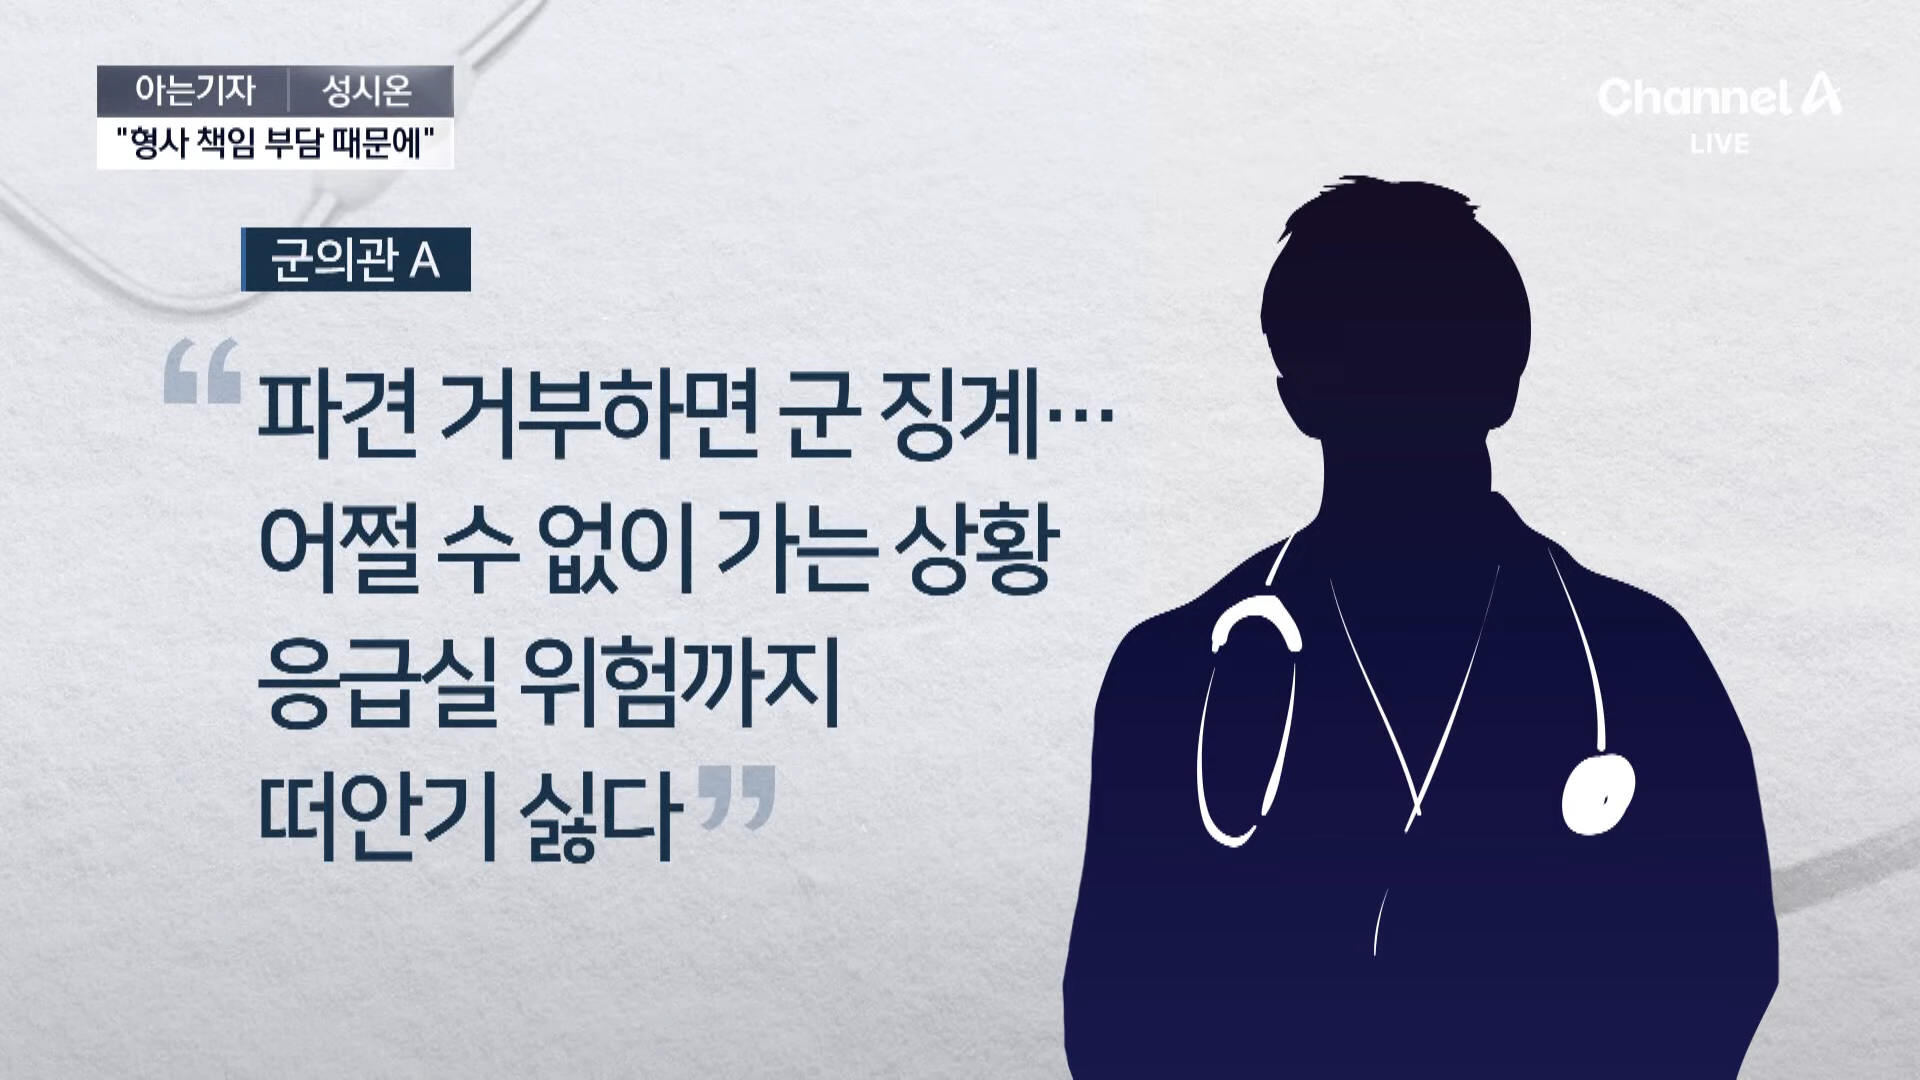 아는기자 성시온
"형사 책임 부담 때문에"
Channel A
LIVE
군의관 A
“파견 거부하면 군 징계…
어쩔 수 없이 가는 상황
응급실 위험까지
떠안기 싫다”